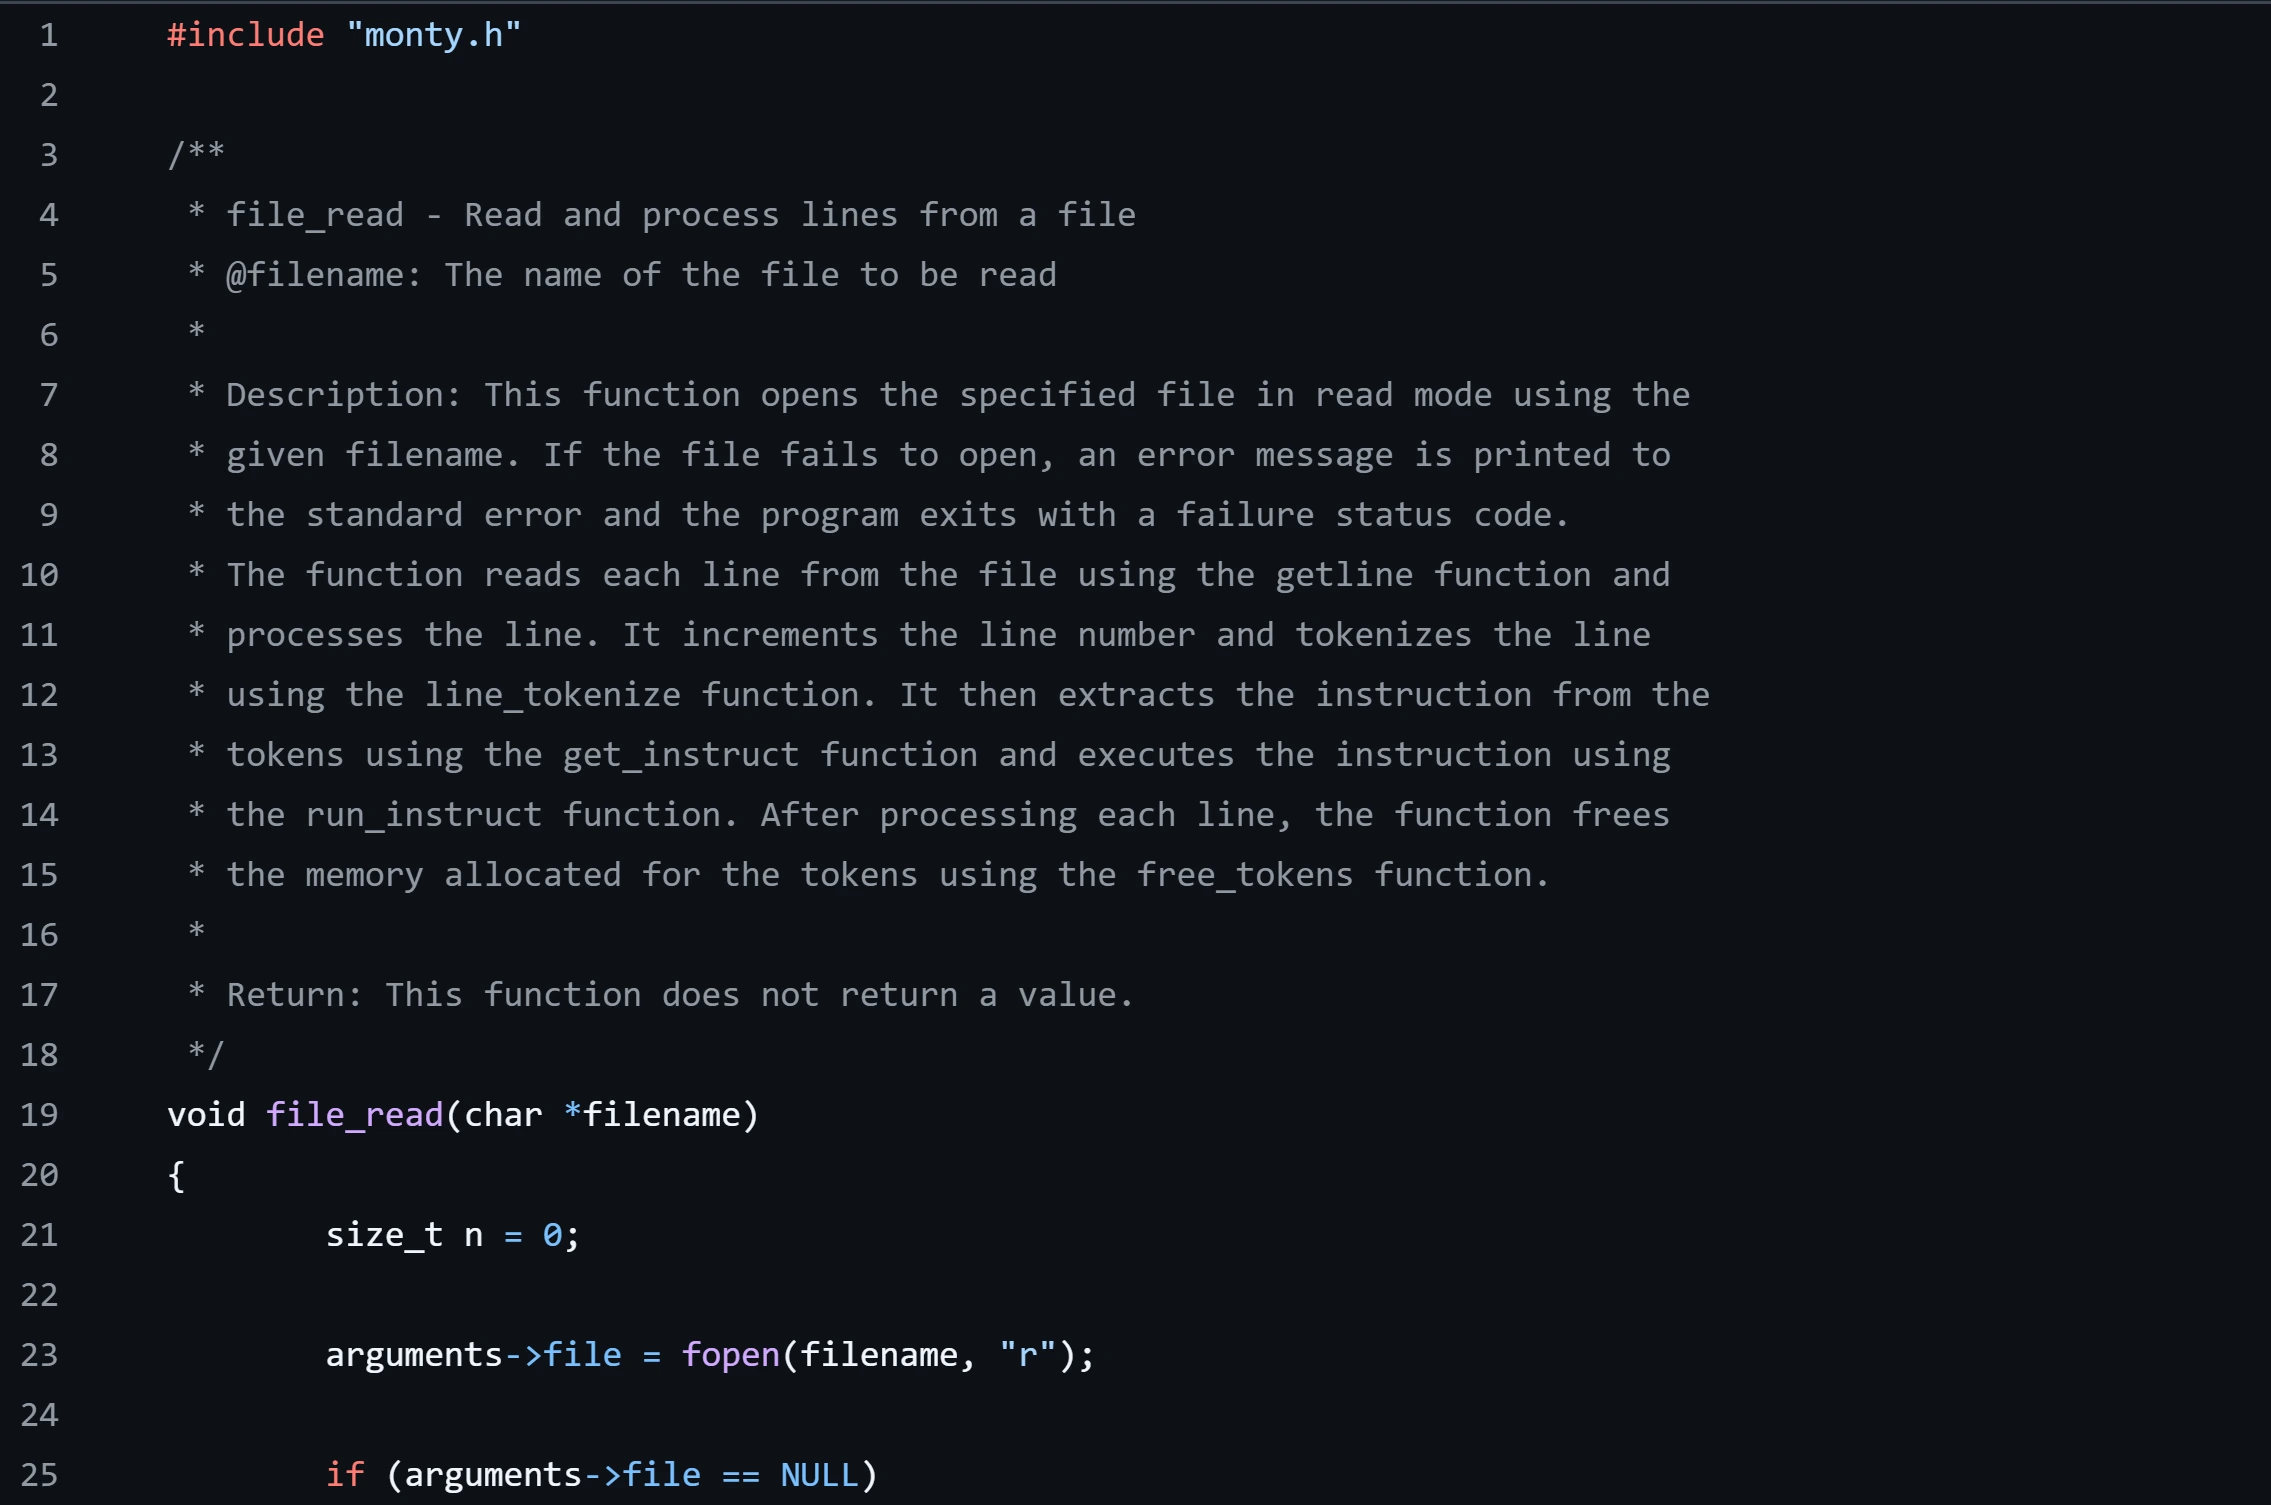 1 #include "monty.h"
2
3 /**
4  * file_read - Read and process lines from a file
5  * @filename: The name of the file to be read
6  *
7  * Description: This function opens the specified file in read mode using the
8  * given filename. If the file fails to open, an error message is printed to
9  * the standard error and the program exits with a failure status code.
10  * The function reads each line from the file using the getline function and
11  * processes the line. It increments the line number and tokenizes the line
12  * using the line_tokenize function. It then extracts the instruction from the
13  * tokens using the get_instruct function and executes the instruction using
14  * the run_instruct function. After processing each line, the function frees
15  * the memory allocated for the tokens using the free_tokens function.
16  *
17  * Return: This function does not return a value.
18  */
19 void file_read(char *filename)
20 {
21         size_t n = 0;
22
23         arguments->file = fopen(filename, "r");
24
25         if (arguments->file == NULL)